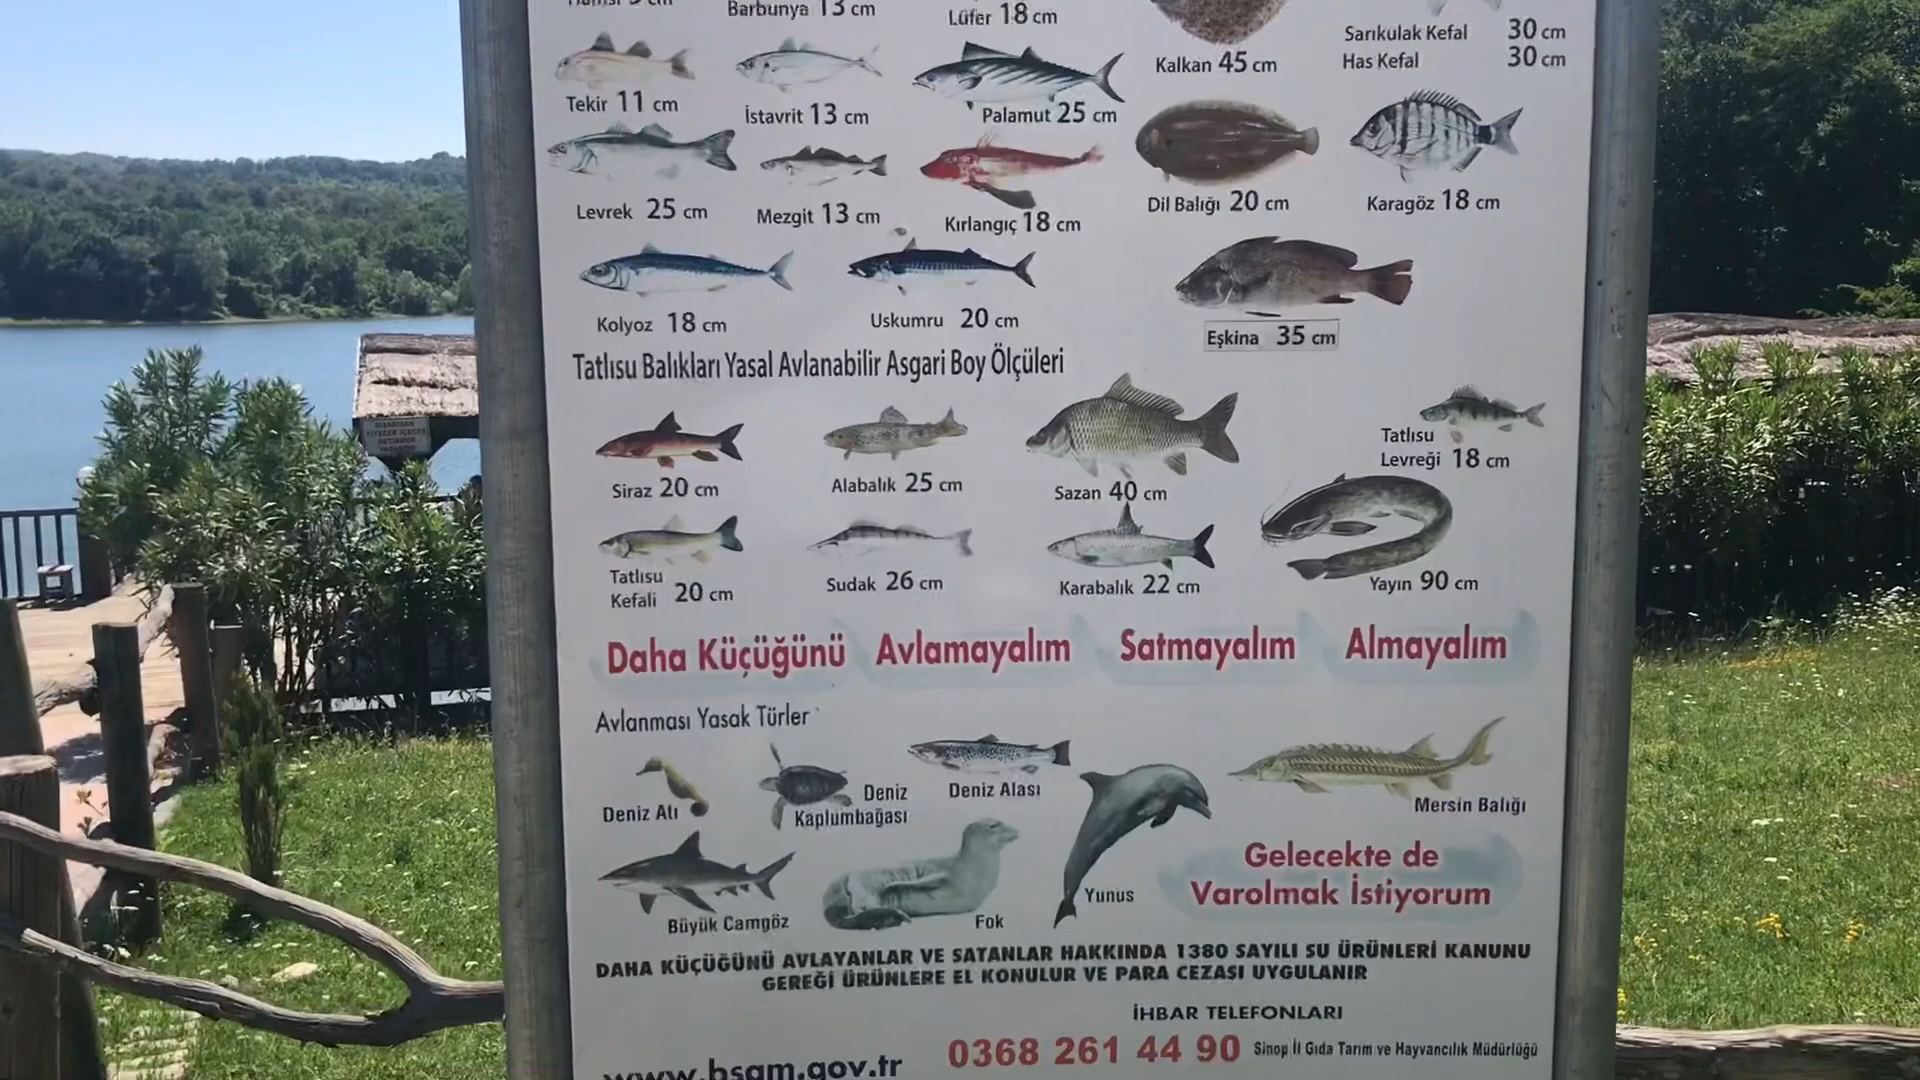 Barbunya 13 cm
Lüfer 18 cm
Sarıkulak Kefal 30 cm
Has Kefal 30 cm
Kalkan 45 cm
Tekir 11 cm
İstavrit 13 cm
Palamut 25 cm
Levrek 25 cm
Mezgit 13 cm
Kırlangıç 18 cm
Dil Balığı 20 cm
Karagöz 18 cm
Kolyoz 18 cm
Uskumru 20 cm
Eşkina 35 cm
Tatlısu Balıkları Yasal Avlanabilir Asgari Boy Ölçüleri
Siraz 20 cm
Alabalık 25 cm
Sazan 40 cm
Tatlısu
Levreği 18 cm
Tatlısu
Kefali 20 cm
Sudak 26 cm
Karabalık 22 cm
Yayın 90 cm
Daha Küçüğünü Avlamayalım Satmayalım Almayalım
Avlanması Yasak Türler
Deniz Atı
Deniz
Kaplumbağası
Deniz Alası
Mersin Balığı
Büyük Camgöz
Fok
Yunus
Gelecekte de
Varolmak İstiyorum
DAHA KÜÇÜĞÜNÜ AVLAYANLAR VE SATANLAR HAKKINDA 1380 SAYILI SU ÜRÜNLERİ KANUNU
GEREĞİ ÜRÜNLERE EL KONULUR VE PARA CEZASI UYGULANIR
İHBAR TELEFONLARI
0368 261 44 90 Sinop İl Gıda Tarım ve Hayvancılık Müdürlüğü
www.bsgm.gov.tr